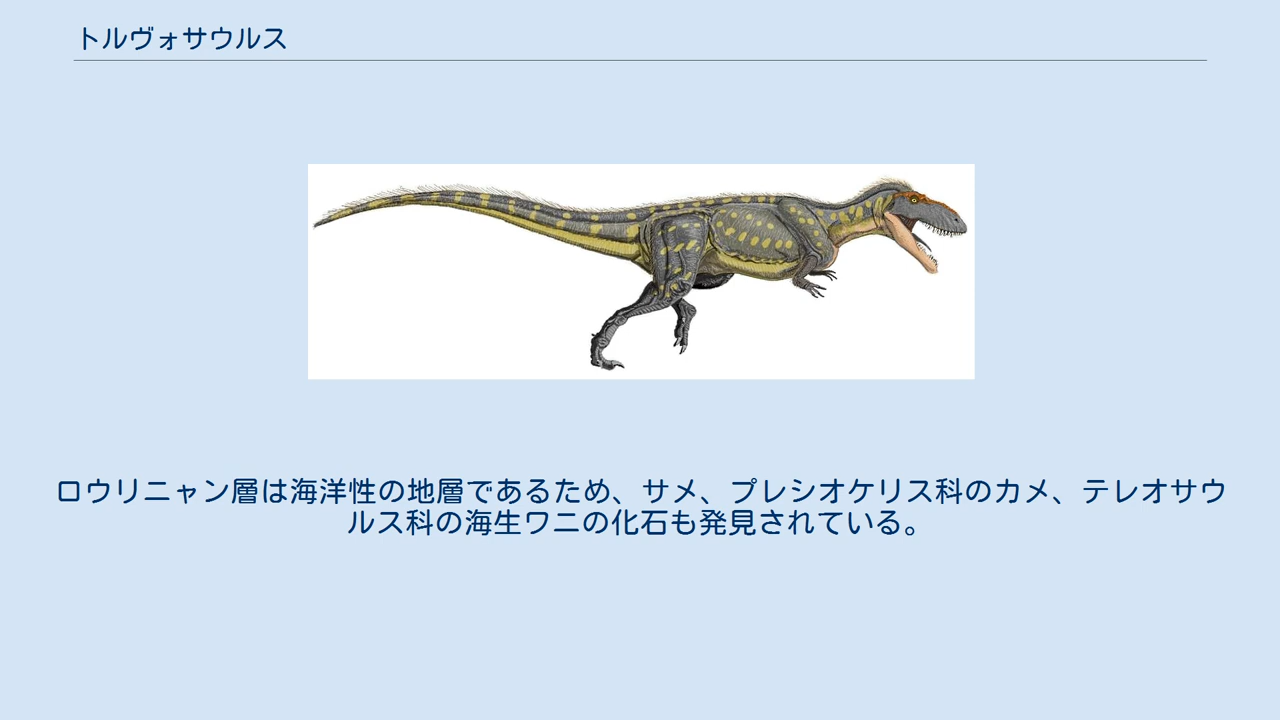 トルヴォサウルス
ロウリニャン層は海洋性の地層であるため、サメ、プレシオケリス科のカメ、テレオサウ
ルス科の海生ワニの化石も発見されている。